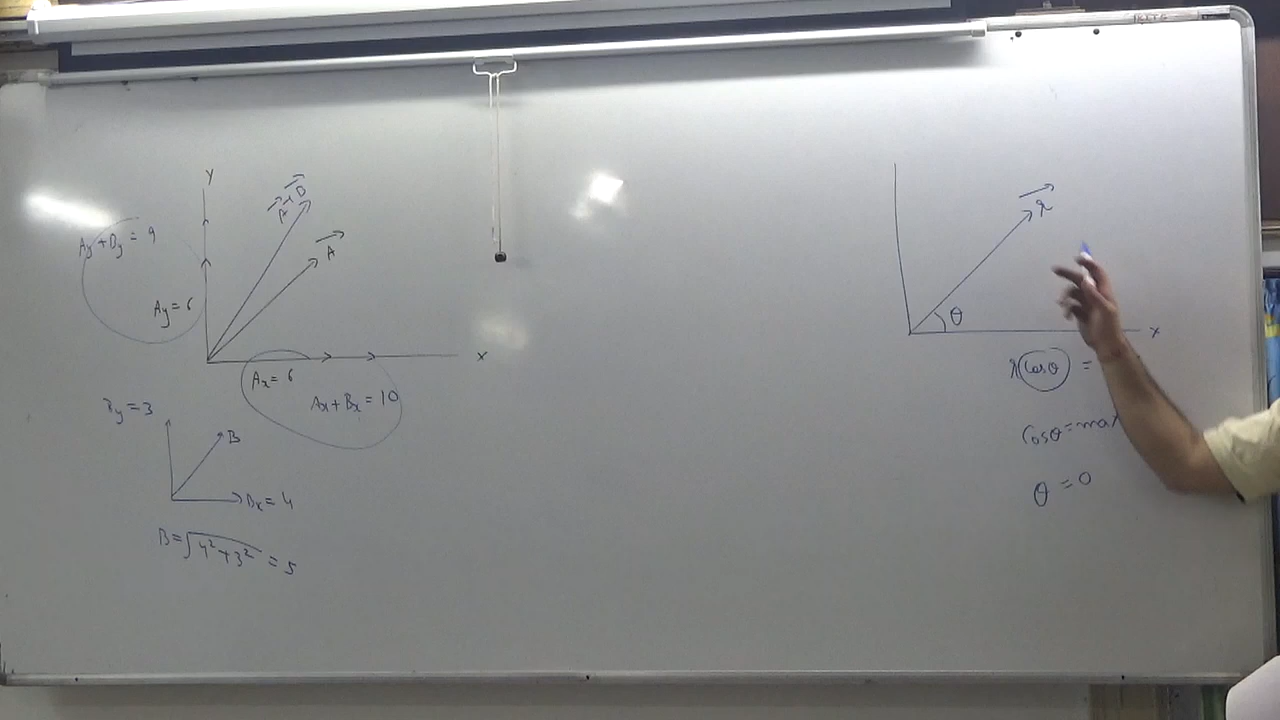 y
A + B
A
Ay + By = 9
Ay = 6
x
Ax = 6
Ax + Bx = 10
By = 3
B
Bx = 4
B = √4² + 3² = 5
r
θ
x
r cosθ =
cosθ = max
θ = 0